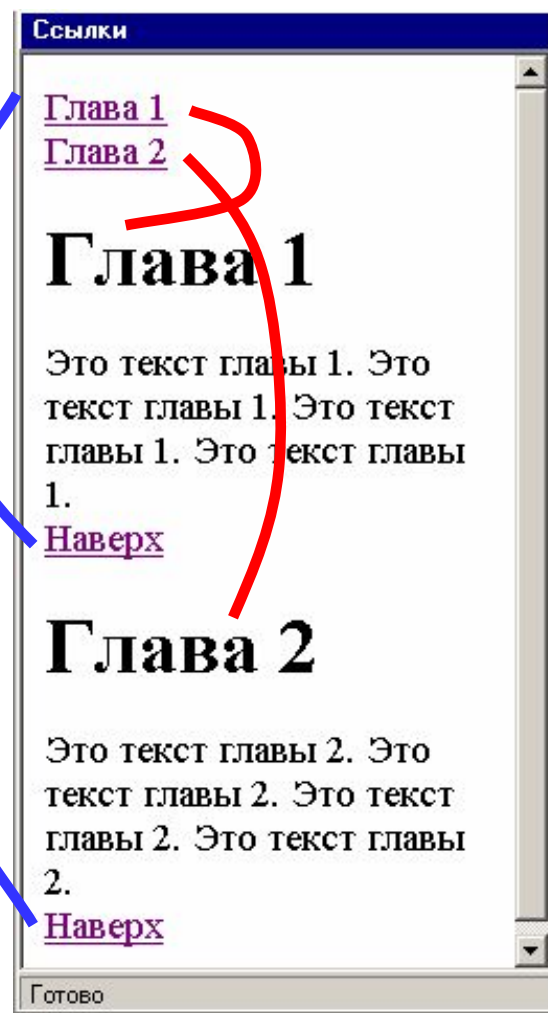 Ссылки
Глава 1
Глава 2
Глава 1
Это текст главы 1. Это
текст главы 1. Это текст
главы 1. Это текст главы
1.
Наверх
Глава 2
Это текст главы 2. Это
текст главы 2. Это текст
главы 2. Это текст главы
2.
Наверх
Готово